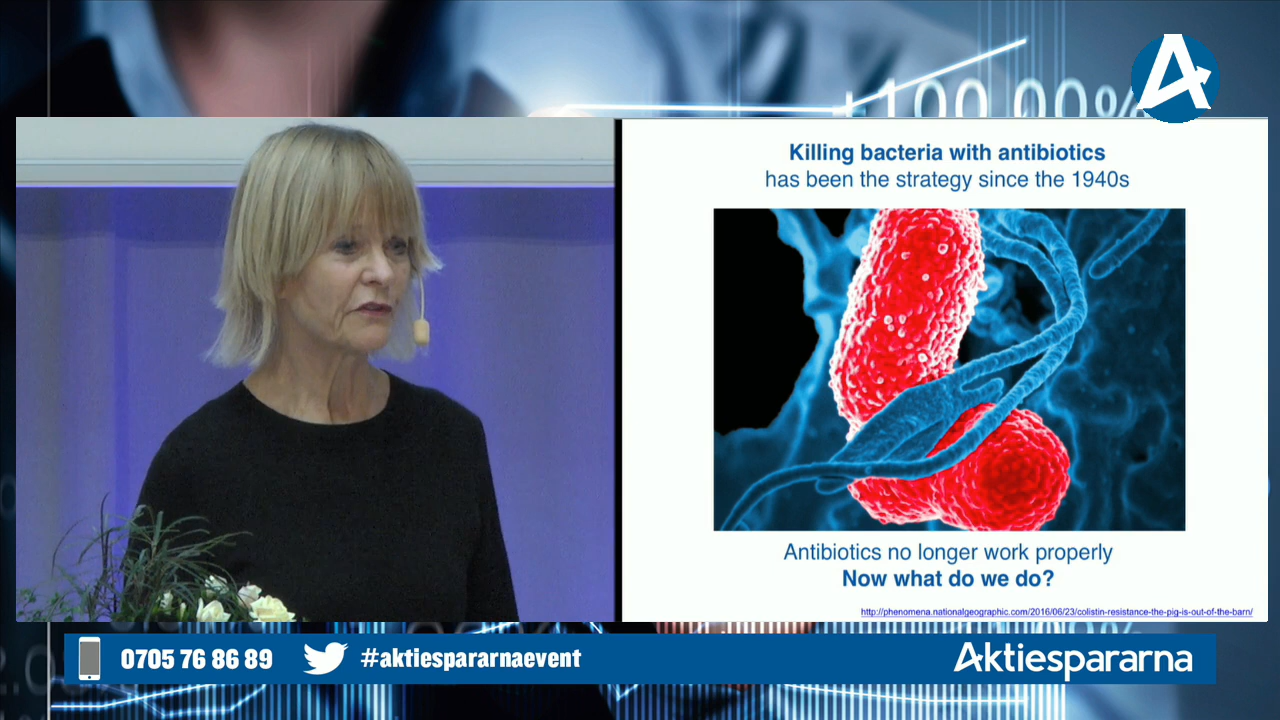 +100.00%
Killing bacteria with antibiotics
has been the strategy since the 1940s
Antibiotics no longer work properly
Now what do we do?
http://phenomena.nationalgeographic.com/2016/06/23/colistin-resistance-the-pig-is-out-of-the-barn/
0705 76 86 89
#aktiespararnaevent
Aktiespararna